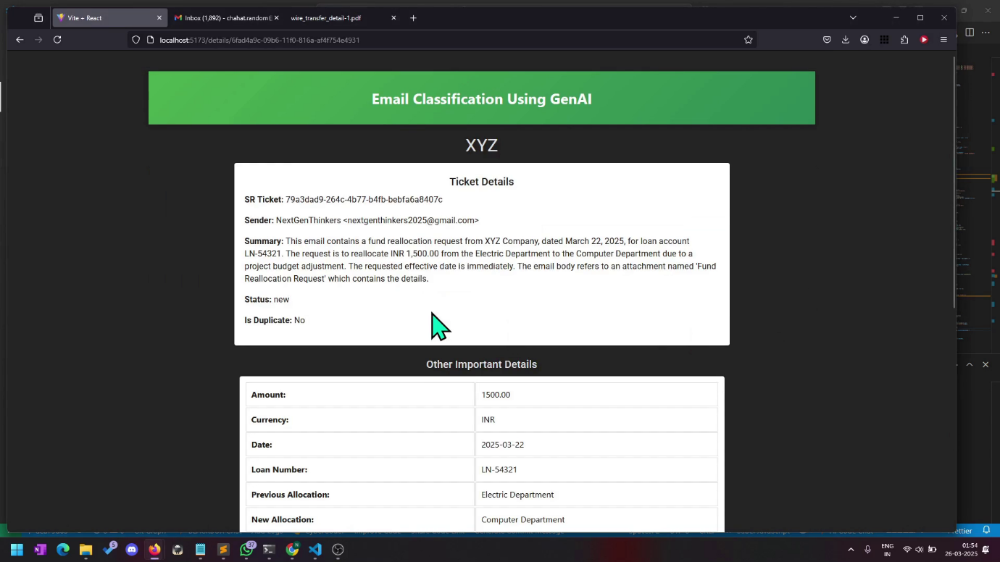 Vite + React
Inbox (1,892) - chahat.random@
wire_transfer_detail-1.pdf
localhost:5173/details/6fad4a9c-09b6-11f0-816a-af4f754e4931
Email Classification Using GenAI
XYZ
Ticket Details
SR Ticket: 79a3dad9-264c-4b77-b4fb-bebfa6a8407c
Sender: NextGenThinkers <nextgenthinkers2025@gmail.com>
Summary: This email contains a fund reallocation request from XYZ Company, dated March 22, 2025, for loan account
LN-54321. The request is to reallocate INR 1,500.00 from the Electric Department to the Computer Department due to a
project budget adjustment. The requested effective date is immediately. The email body refers to an attachment named 'Fund
Reallocation Request' which contains the details.
Status: new
Is Duplicate: No
Other Important Details
Amount: 1500.00
Currency: INR
Date: 2025-03-22
Loan Number: LN-54321
Previous Allocation: Electric Department
New Allocation: Computer Department
5
37
ENG
IN
01:54
26-03-2025